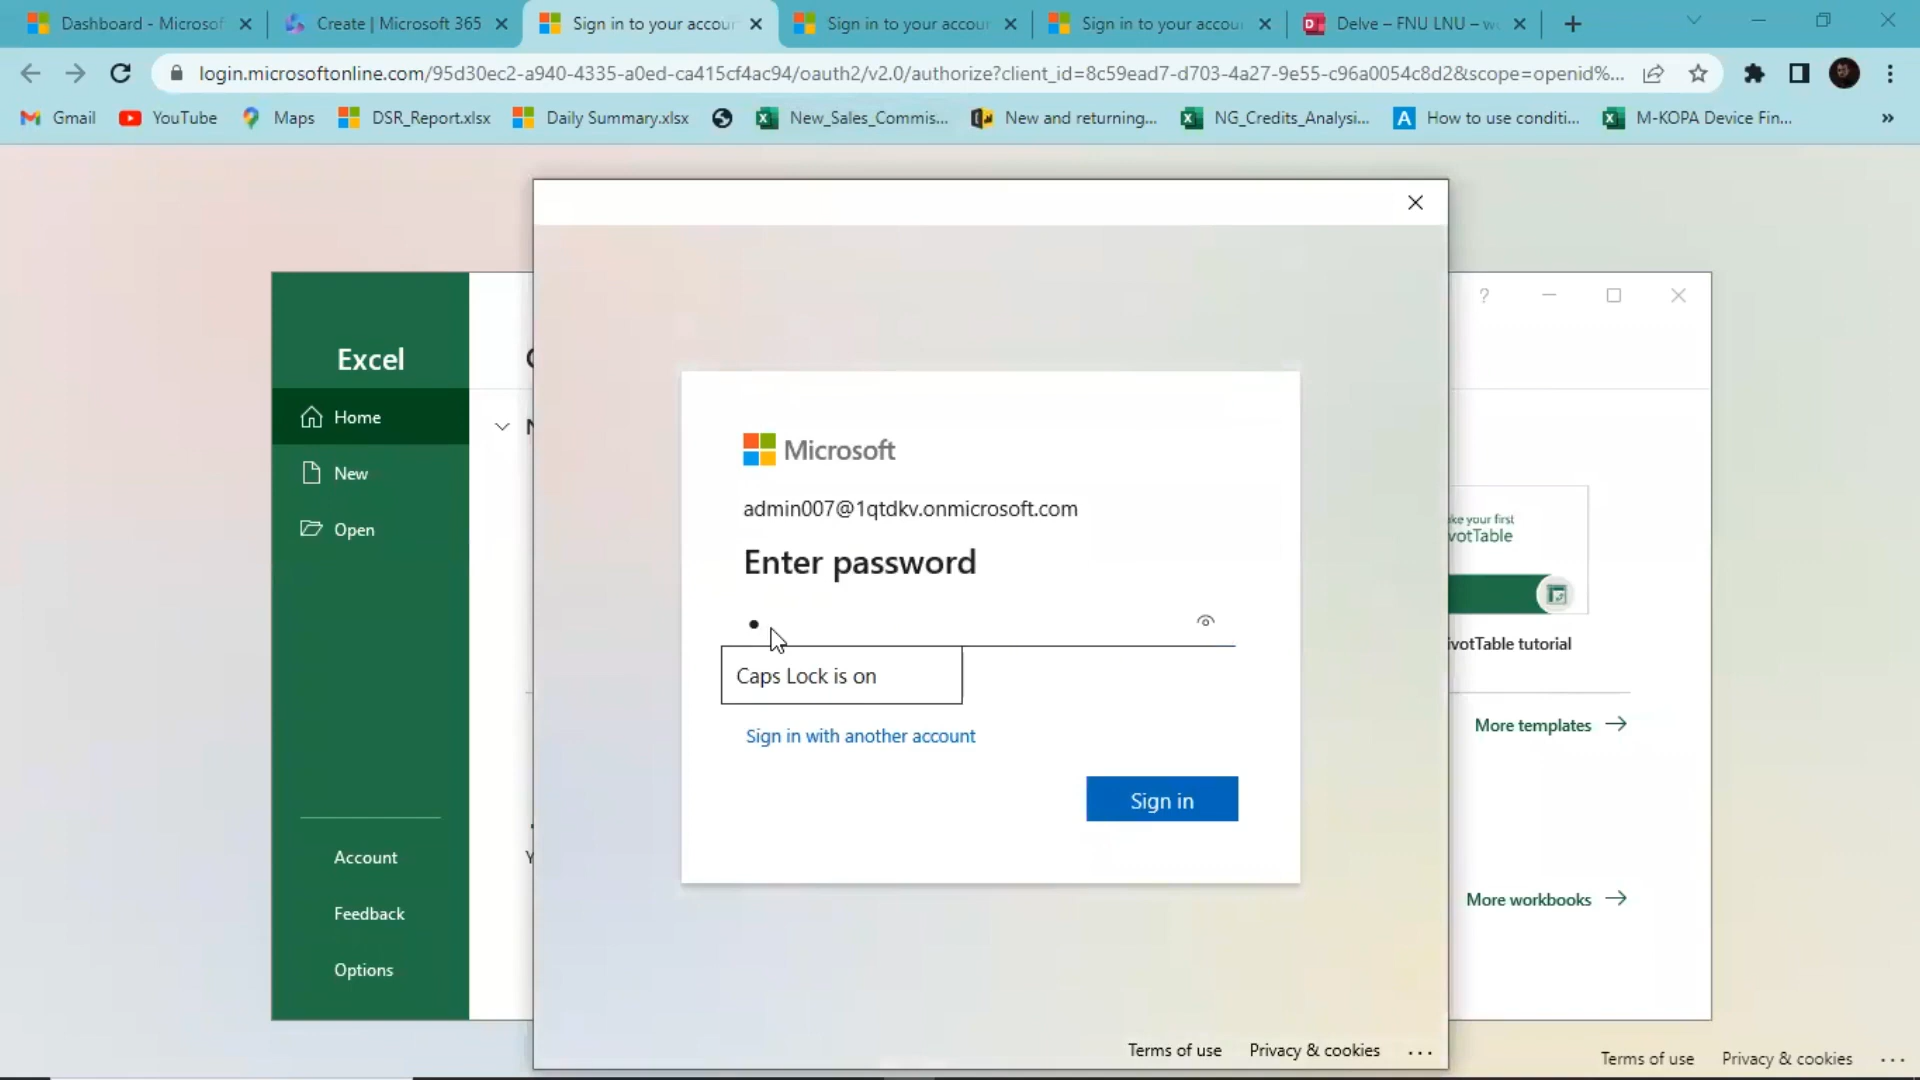 Dashboard - Microsof
Create | Microsoft 365
Sign in to your accou
Sign in to your accou
Sign in to your accou
Delve – FNU LNU – w
login.microsoftonline.com/95d30ec2-a940-4335-a0ed-ca415cf4ac94/oauth2/v2.0/authorize?client_id=8c59ead7-d703-4a27-9e55-c96a0054c8d2&scope=openid%...
Gmail
YouTube
Maps
DSR_Report.xlsx
Daily Summary.xlsx
New_Sales_Commis...
New and returning...
NG_Credits_Analysi...
A
How to use conditi...
M-KOPA Device Fin...
»
Excel
Home
New
Open
Account
Feedback
Options
Microsoft
admin007@1qtdkv.onmicrosoft.com
Enter password
Caps Lock is on
Sign in with another account
Sign in
Terms of use
Privacy & cookies
...
ke your first
votTable
ivotTable tutorial
More templates
More workbooks
Terms of use
Privacy & cookies
...